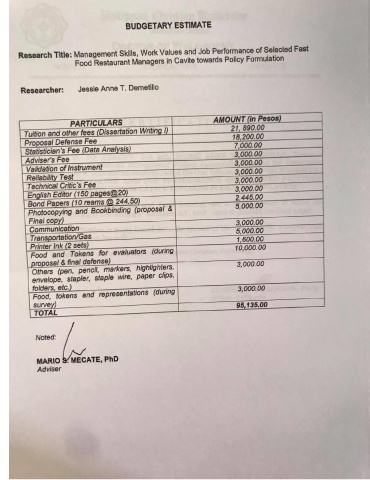 BUDGETARY ESTIMATE
Research Title: Management Skills, Work Values and Job Performance of Selected Fast
Food Restaurant Managers in Cavite towards Policy Formulation
Researcher: Jessie Anne T. Demetillo
PARTICULARS AMOUNT (in Pesos)
Tuition and other fees (Dissertation Writing I) 21, 890.00
Proposal Defense Fee 18,200.00
Statistician's Fee (Data Analysis) 7,000.00
Adviser's Fee 3,000.00
Validation of Instrument 3,000.00
Reliability Test 3,000.00
Technical Critic's Fee 3,000.00
English Editor (150 pages@20) 3,000.00
Bond Papers (10 reams @ 244.50) 2,445.00
Photocopying and Bookbinding (proposal & 5,000.00
Final copy)
Communication 3,000.00
Transportation/Gas 5,000.00
Printer Ink (2 sets) 1,600.00
Food and Tokens for evaluators (during 10,000.00
proposal & final defense)
Others (pen, pencil, markers, highlighters, 3,000.00
envelope, stapler, staple wire, paper clips,
folders, etc.)
Food, tokens and representations (during 3,000.00
survey)
TOTAL 95,135.00
Noted:
MARIO S. MECATE, PhD
Adviser